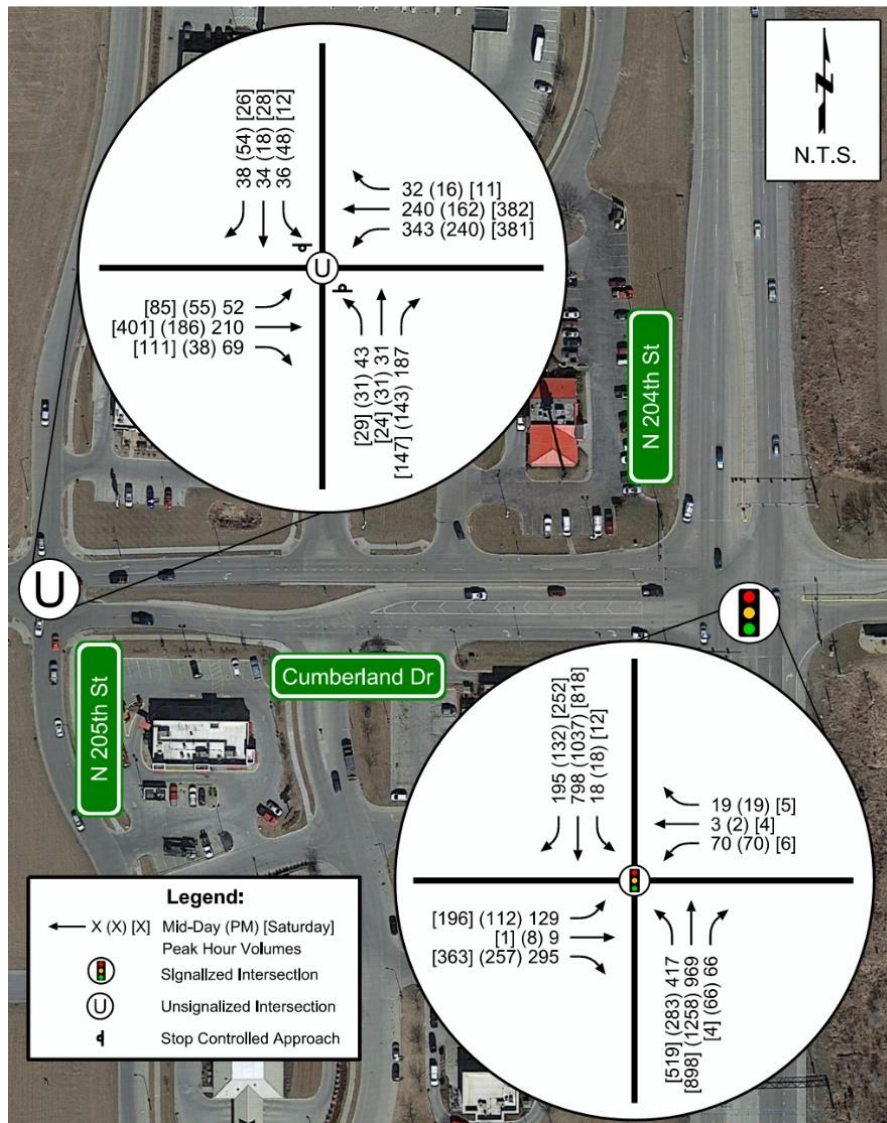 N.T.S.
38 (54) [26]
34 (18) [28]
36 (48) [12]
32 (16) [11]
240 (162) [382]
343 (240) [381]
U
[85] (55) 52
[401] (186) 210
[111] (38) 69
[29] (31) 43
[24] (31) 31
[147] (143) 187
N 204th St
U
N 205th St
Cumberland Dr
195 (132) [252]
798 (1037) [818]
18 (18) [12]
19 (19) [5]
3 (2) [4]
70 (70) [6]
[196] (112) 129
[1] (8) 9
[363] (257) 295
[519] (283) 417
[898] (1258) 969
[4] (66) 66
Legend:
X (X) [X] Mid-Day (PM) [Saturday]
Peak Hour Volumes
Signalized Intersection
U Unsignalized Intersection
Stop Controlled Approach